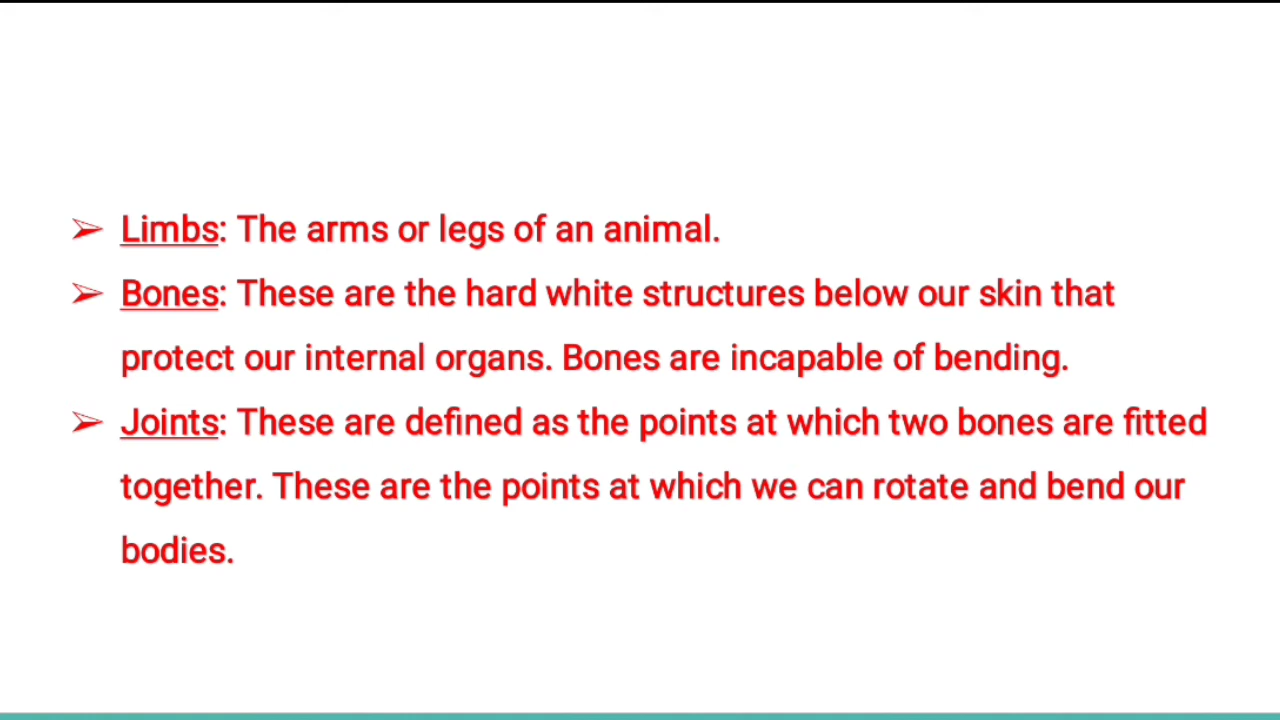 ➢ Limbs: The arms or legs of an animal.
➢ Bones: These are the hard white structures below our skin that
protect our internal organs. Bones are incapable of bending.
➢ Joints: These are defined as the points at which two bones are fitted
together. These are the points at which we can rotate and bend our
bodies.